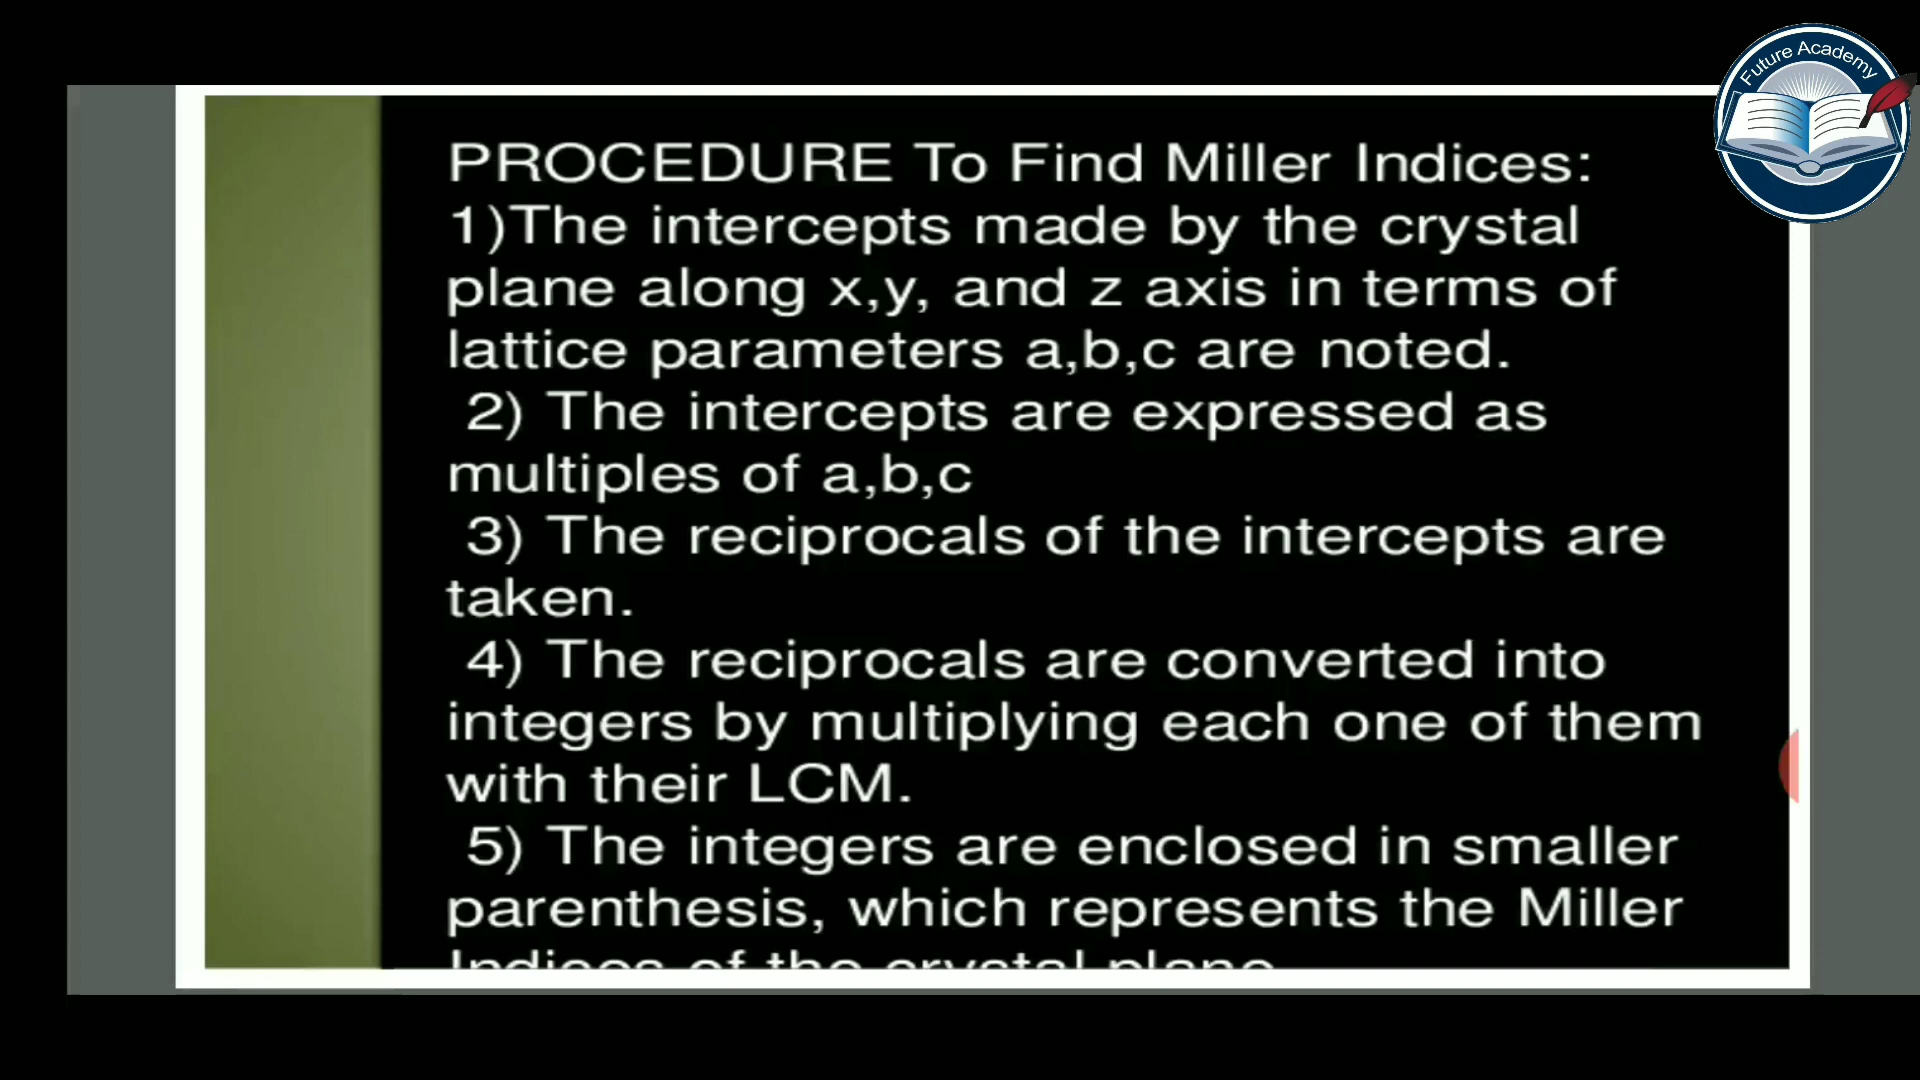 Future Academy
PROCEDURE To Find Miller Indices:
1)The intercepts made by the crystal
plane along x,y, and z axis in terms of
lattice parameters a,b,c are noted.
2) The intercepts are expressed as
multiples of a,b,c
3) The reciprocals of the intercepts are
taken.
4) The reciprocals are converted into
integers by multiplying each one of them
with their LCM.
5) The integers are enclosed in smaller
parenthesis, which represents the Miller
Indices of the crystal plane